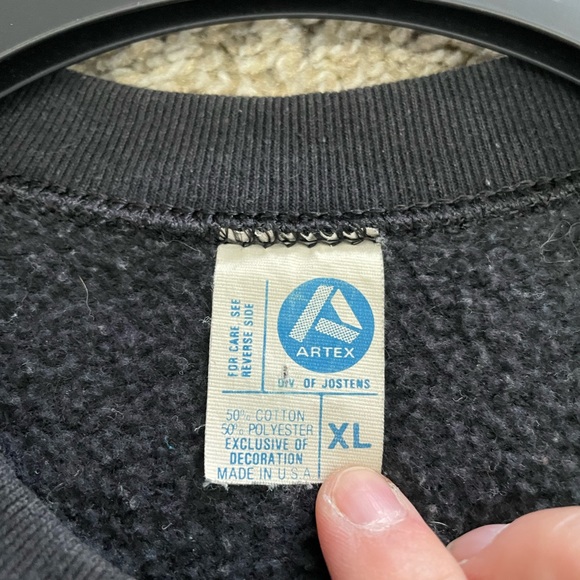 FOR CARE, SEE
REVERSE SIDE
ARTEX
DIV. OF JOSTENS
50% COTTON
50% POLYESTER
EXCLUSIVE OF
DECORATION
MADE IN U.S.A
XL